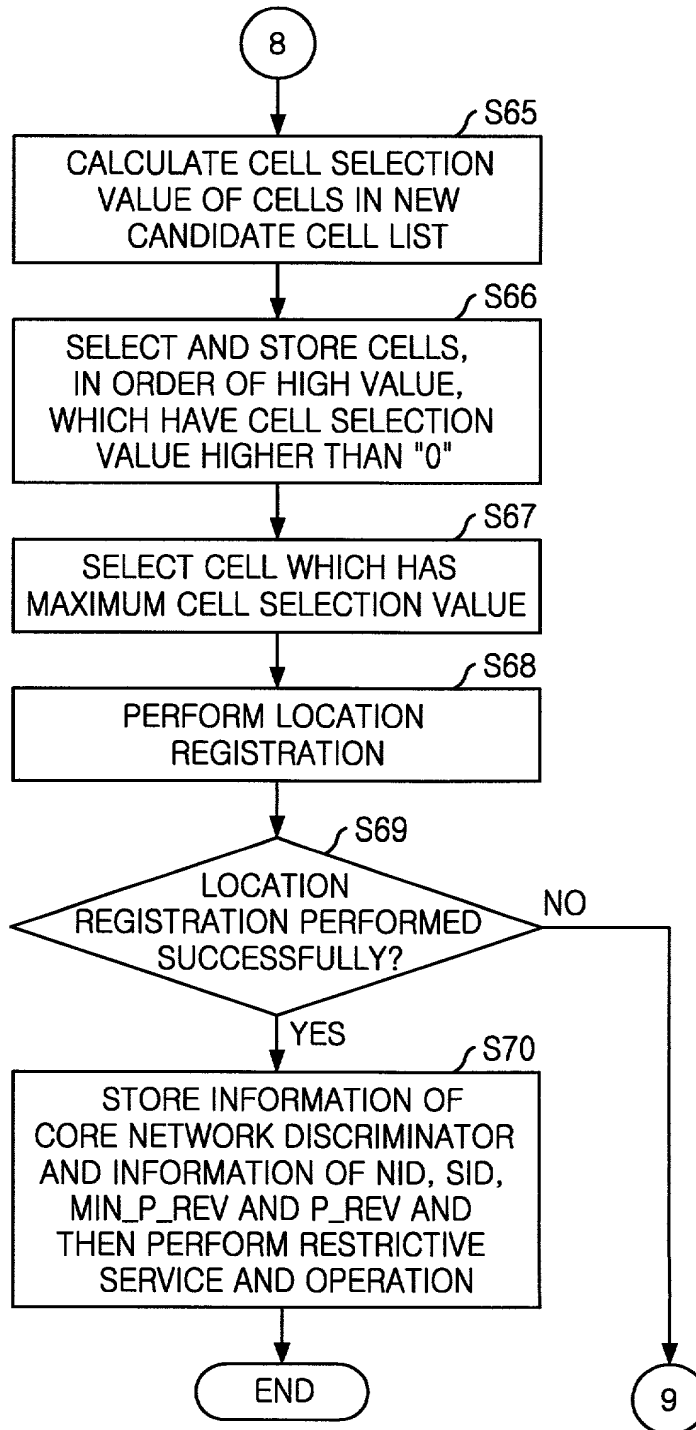 8
S65
CALCULATE CELL SELECTION
VALUE OF CELLS IN NEW
CANDIDATE CELL LIST
S66
SELECT AND STORE CELLS,
IN ORDER OF HIGH VALUE,
WHICH HAVE CELL SELECTION
VALUE HIGHER THAN "0"
S67
SELECT CELL WHICH HAS
MAXIMUM CELL SELECTION VALUE
S68
PERFORM LOCATION
REGISTRATION
S69
LOCATION
REGISTRATION PERFORMED
SUCCESSFULLY?
NO
YES
S70
STORE INFORMATION OF
CORE NETWORK DISCRIMINATOR
AND INFORMATION OF NID, SID,
MIN_P_REV AND P_REV AND
THEN PERFORM RESTRICTIVE
SERVICE AND OPERATION
END
9